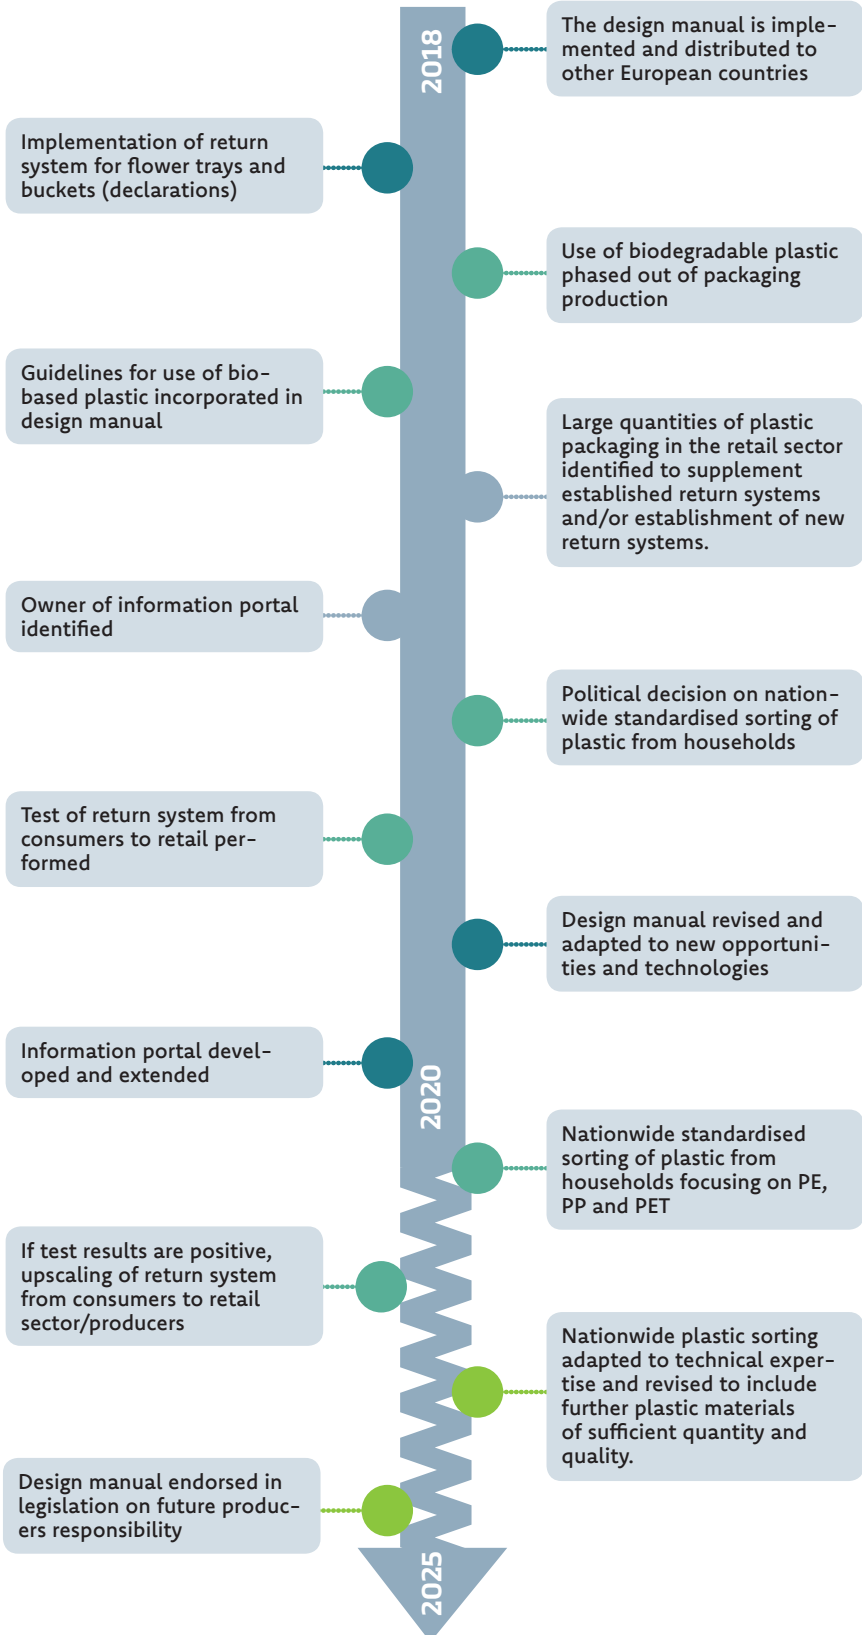 2018
The design manual is imple-
mented and distributed to
other European countries
Implementation of return
system for flower trays and
buckets (declarations)
Use of biodegradable plastic
phased out of packaging
production
Guidelines for use of bio-
based plastic incorporated in
design manual
Large quantities of plastic
packaging in the retail sector
identified to supplement
established return systems
and/or establishment of new
return systems.
Owner of information portal
identified
Political decision on nation-
wide standardised sorting of
plastic from households
Test of return system from
consumers to retail per-
formed
Design manual revised and
adapted to new opportuni-
ties and technologies
Information portal devel-
oped and extended
2020
Nationwide standardised
sorting of plastic from
households focusing on PE,
PP and PET
If test results are positive,
upscaling of return system
from consumers to retail
sector/producers
Nationwide plastic sorting
adapted to technical exper-
tise and revised to include
further plastic materials
of sufficient quantity and
quality.
Design manual endorsed in
legislation on future produc-
ers responsibility
2025